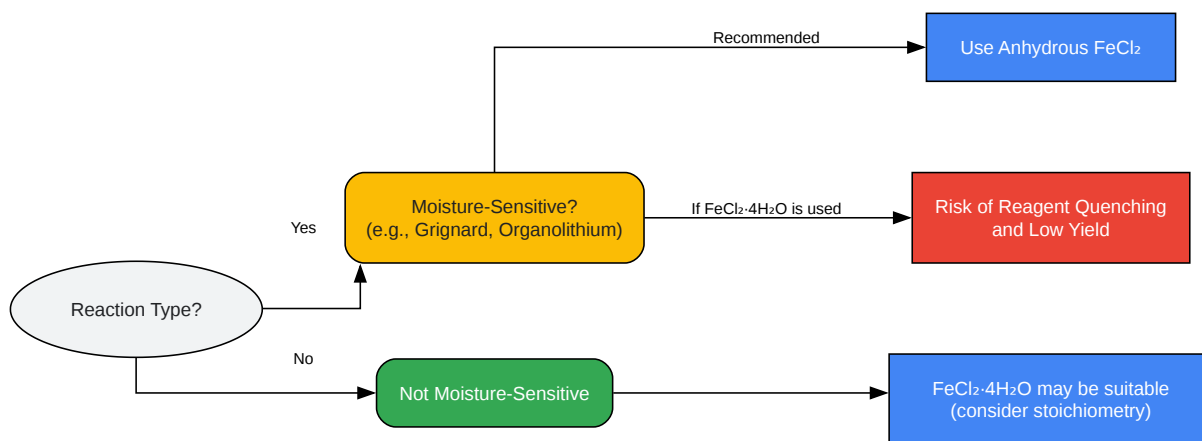 Recommended
Use Anhydrous FeCl₂
Moisture-Sensitive?
(e.g., Grignard, Organolithium)
If FeCl₂·4H₂O is used
Risk of Reagent Quenching
and Low Yield
Yes
Reaction Type?
No
Not Moisture-Sensitive
FeCl₂·4H₂O may be suitable
(consider stoichiometry)